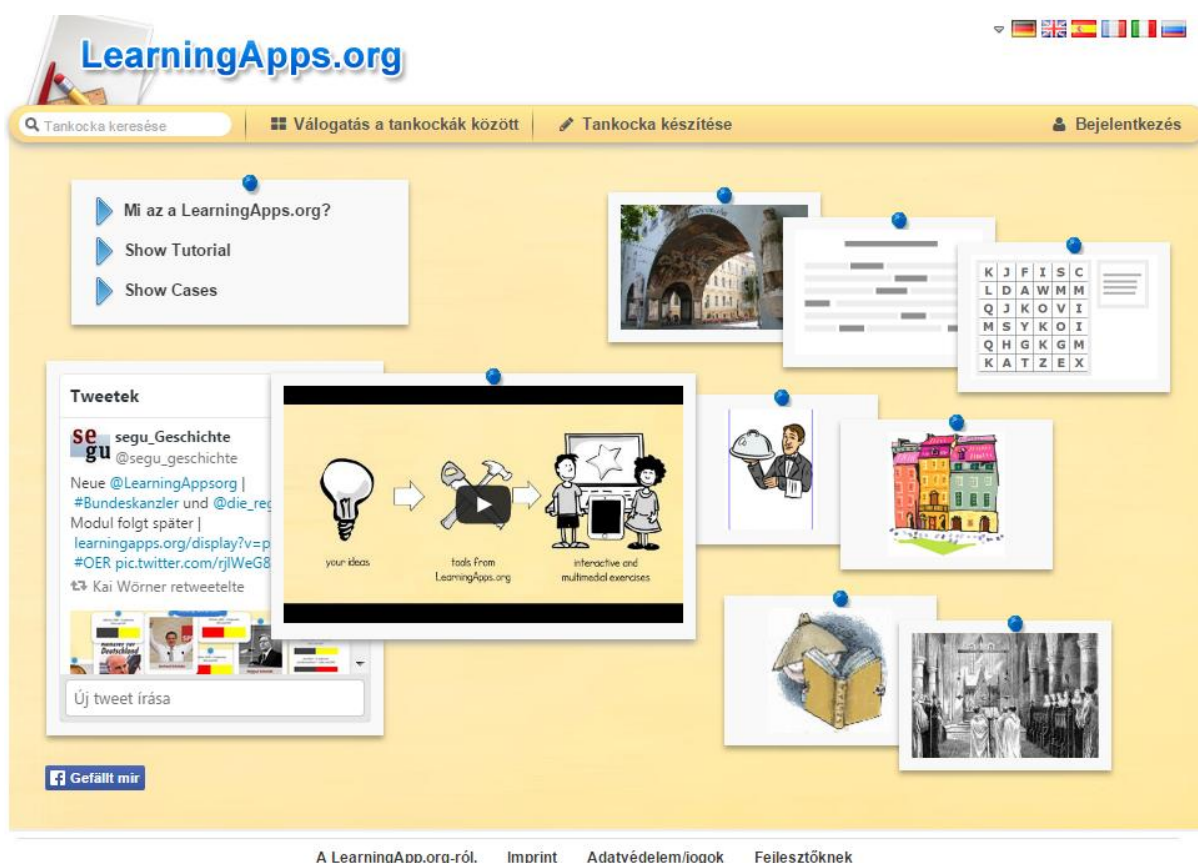 LearningApps.org
Tankocka keresése
Válogatás a tankockák között
Tankocka készítése
Bejelentkezés
Mi az a LearningApps.org?
Show Tutorial
Show Cases
K J F I S C
L D A W M M
Q J K O V I
M S Y K O I
Q H G K G M
K A T Z E X
Tweetek
segu
segu_Geschichte
@segu_geschichte
Neue @LearningAppsorg |
#Bundeskanzler und @die_reg
Modul folgt später |
learningapps.org/display?v=p
#OER pic.twitter.com/rjlWeG8
Kai Wörner retweetelte
Deutschland
Új tweet írása
your ideas
tools from
LearningApps.org
interactive and
multimedial exercises
Gefällt mir
A LearningApp.org-ról.
Imprint
Adatvédelem/jogok
Fejlesztőknek